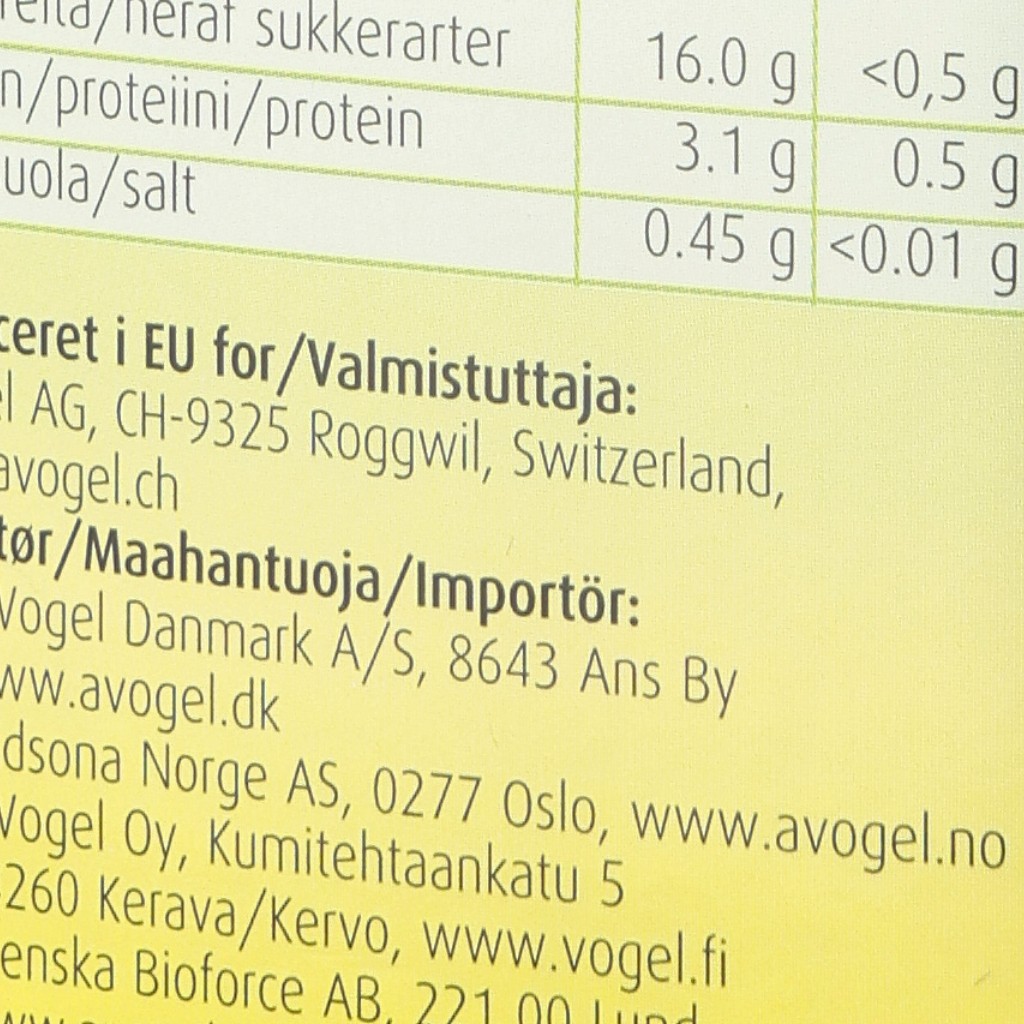 sukkerarter 16.0 g <0,5 g
/proteiini/protein 3.1 g 0.5 g
uola/salt 0.45 g <0.01 g
ceret i EU for/Valmistuttaja:
AG, CH-9325 Roggwil, Switzerland,
avogel.ch
tør/Maahantuoja/Importör:
Vogel Danmark A/S, 8643 Ans By
ww.avogel.dk
dsona Norge AS, 0277 Oslo, www.avogel.no
Vogel Oy, Kumitehtaankatu 5
260 Kerava/Kervo, www.vogel.fi
enska Bioforce AB, 221 00 Lund